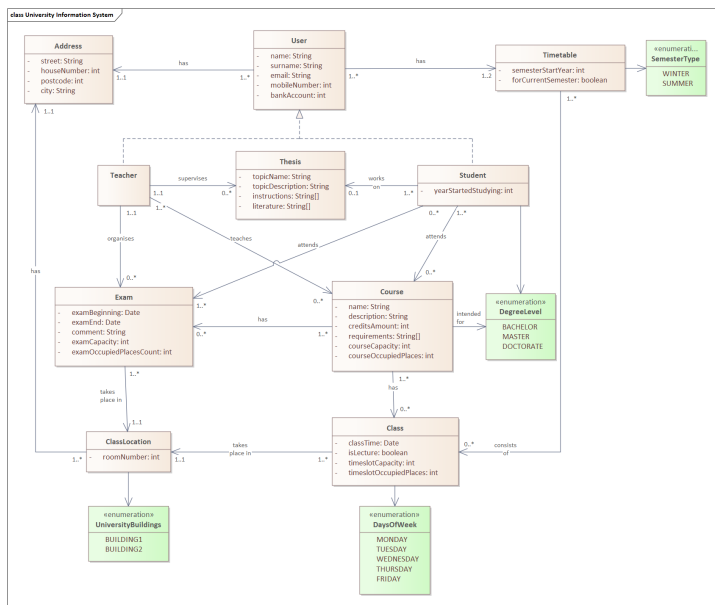 class University Information System
Address
- street: String
- houseNumber: int
- postcode: int
- city: String
1..1
1..1
has
1..*
User
- name: String
- surname: String
- email: String
- mobileNumber: int
- bankAccount: int
1..*
has
1..2
Timetable
- semesterStartYear: int
- forCurrentSemester: boolean
1..*
«enumerati...
SemesterType
WINTER
SUMMER
Teacher
1..1
1..1
1..*
supervises
0..*
Thesis
- topicName: String
- topicDescription: String
- instructions: String[]
- literature: String[]
0..1
works
on
1..*
Student
- yearStartedStudying: int
0..*
1..*
organises
teaches
attends
attends
has
0..*
1..*
0..*
0..*
Exam
- examBeginning: Date
- examEnd: Date
- comment: String
- examCapacity: int
- examOccupiedPlacesCount: int
0..*
has
1..*
Course
- name: String
- description: String
- creditsAmount: int
- requirements: String[]
- courseCapacity: int
- courseOccupiedPlaces: int
intended
for
«enumeration»
DegreeLevel
BACHELOR
MASTER
DOCTORATE
1..*
takes
place in
1..1
1..*
has
0..*
ClassLocation
- roomNumber: int
1..*
1..1
takes
place in
1..*
Class
- classTime: Date
- isLecture: boolean
- timeslotCapacity: int
- timeslotOccupiedPlaces: int
0..*
consists
of
«enumeration»
UniversityBuildings
BUILDING1
BUILDING2
«enumeration»
DaysOfWeek
MONDAY
TUESDAY
WEDNESDAY
THURSDAY
FRIDAY